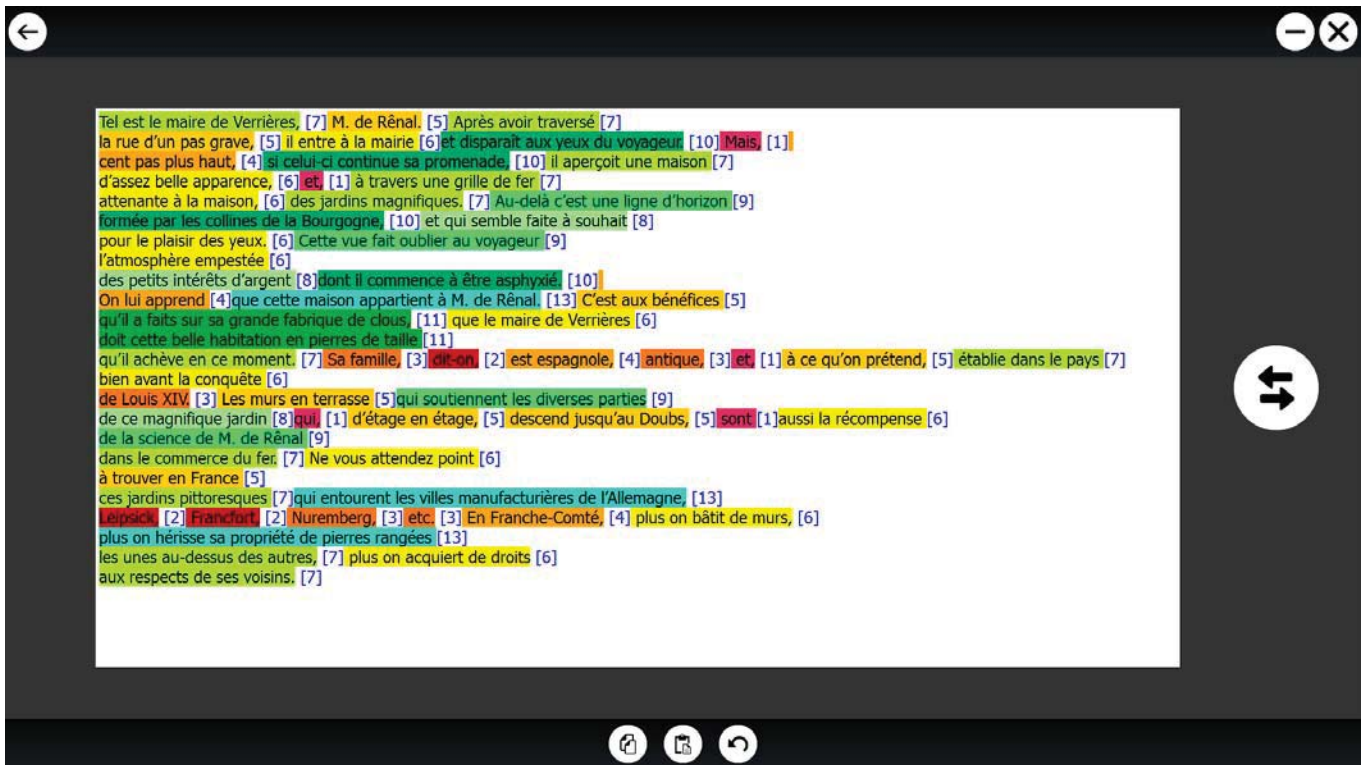 Tel est le maire de Verrières, [7] M. de Rênal. [5] Après avoir traversé [7]
la rue d'un pas grave, [5] il entre à la mairie [6]et disparaît aux yeux du voyageur. [10] Mais, [1]
cent pas plus haut, [4] si celui-ci continue sa promenade, [10] il aperçoit une maison [7]
d'assez belle apparence, [6] et, [1] à travers une grille de fer [7]
attenante à la maison, [6] des jardins magnifiques. [7] Au-delà c'est une ligne d'horizon [9]
formée par les collines de la Bourgogne, [10] et qui semble faite à souhait [8]
pour le plaisir des yeux. [6] Cette vue fait oublier au voyageur [9]
l'atmosphère empestée [6]
des petits intérêts d'argent [8]dont il commence à être asphyxié. [10]
On lui apprend [4]que cette maison appartient à M. de Rênal. [13] C'est aux bénéfices [5]
qu'il a faits sur sa grande fabrique de clous, [11] que le maire de Verrières [6]
doit cette belle habitation en pierres de taille [11]
qu'il achève en ce moment. [7] Sa famille, [3] dit-on, [2] est espagnole, [4] antique, [3] et, [1] à ce qu'on prétend, [5] établie dans le pays [7]
bien avant la conquête [6]
de Louis XIV. [3] Les murs en terrasse [5]qui soutiennent les diverses parties [9]
de ce magnifique jardin [8]qui, [1] d'étage en étage, [5] descend jusqu'au Doubs, [5] sont [1]aussi la récompense [6]
de la science de M. de Rênal [9]
dans le commerce du fer. [7] Ne vous attendez point [6]
à trouver en France [5]
ces jardins pittoresques [7]qui entourent les villes manufacturières de l'Allemagne, [13]
Leipsick, [2] Francfort, [2] Nuremberg, [3] etc. [3] En Franche-Comté, [4] plus on bâtit de murs, [6]
plus on hérisse sa propriété de pierres rangées [13]
les unes au-dessus des autres, [7] plus on acquiert de droits [6]
aux respects de ses voisins. [7]